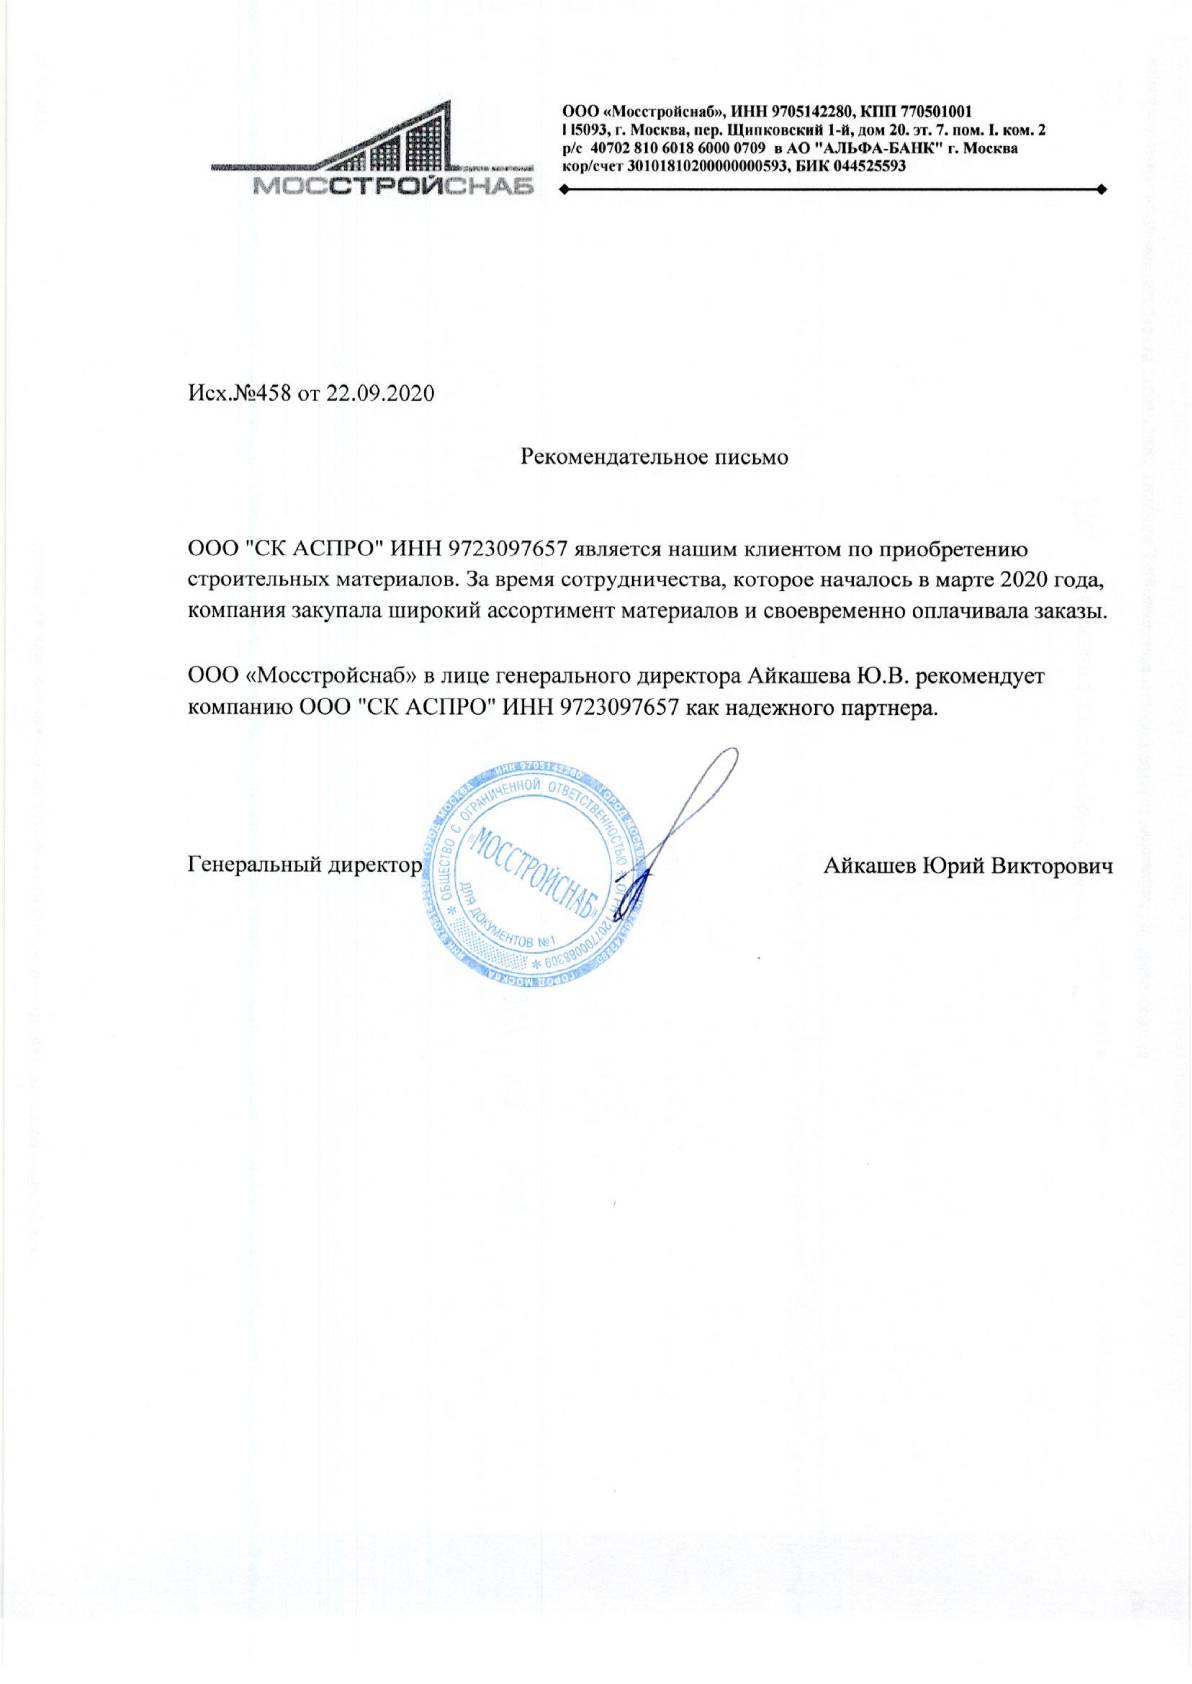 ООО «Мосстройснаб», ИНН 9705142280, КПП 770501001
115093, г. Москва, пер. Щипковский 1-й, дом 20. эт. 7. пом. I. ком. 2
р/с 40702 810 6018 6000 0709 в АО "АЛЬФА-БАНК" г. Москва
кор/счет 30101810200000000593, БИК 044525593
МОССТРОЙСНАБ
Исх.№458 от 22.09.2020
Рекомендательное письмо
ООО "СК АСПРО" ИНН 9723097657 является нашим клиентом по приобретению
строительных материалов. За время сотрудничества, которое началось в марте 2020 года,
компания закупала широкий ассортимент материалов и своевременно оплачивала заказы.
ООО «Мосстройснаб» в лице генерального директора Айкашева Ю.В. рекомендует
компанию ООО "СК АСПРО" ИНН 9723097657 как надежного партнера.
Генеральный директор
Айкашев Юрий Викторович
ИНН 9705142280 ГОРОД МОСКВА
ОБЩЕСТВО С ОГРАНИЧЕННОЙ ОТВЕТСТВЕННОСТЬЮ
«МОССТРОЙСНАБ»
ДЛЯ ДОКУМЕНТОВ №1